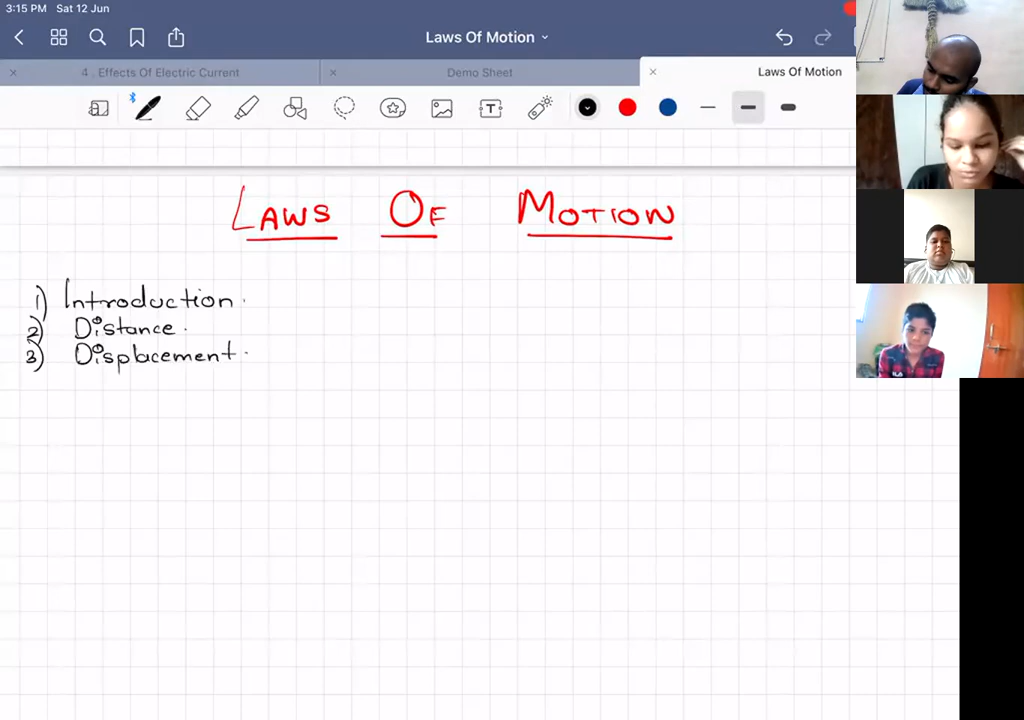 3:15 PM Sat 12 Jun
Laws Of Motion
4 . Effects Of Electric Current
Demo Sheet
Laws Of Motion
T
LAWS OF MOTION
1) Introduction.
2) Distance.
3) Displacement.